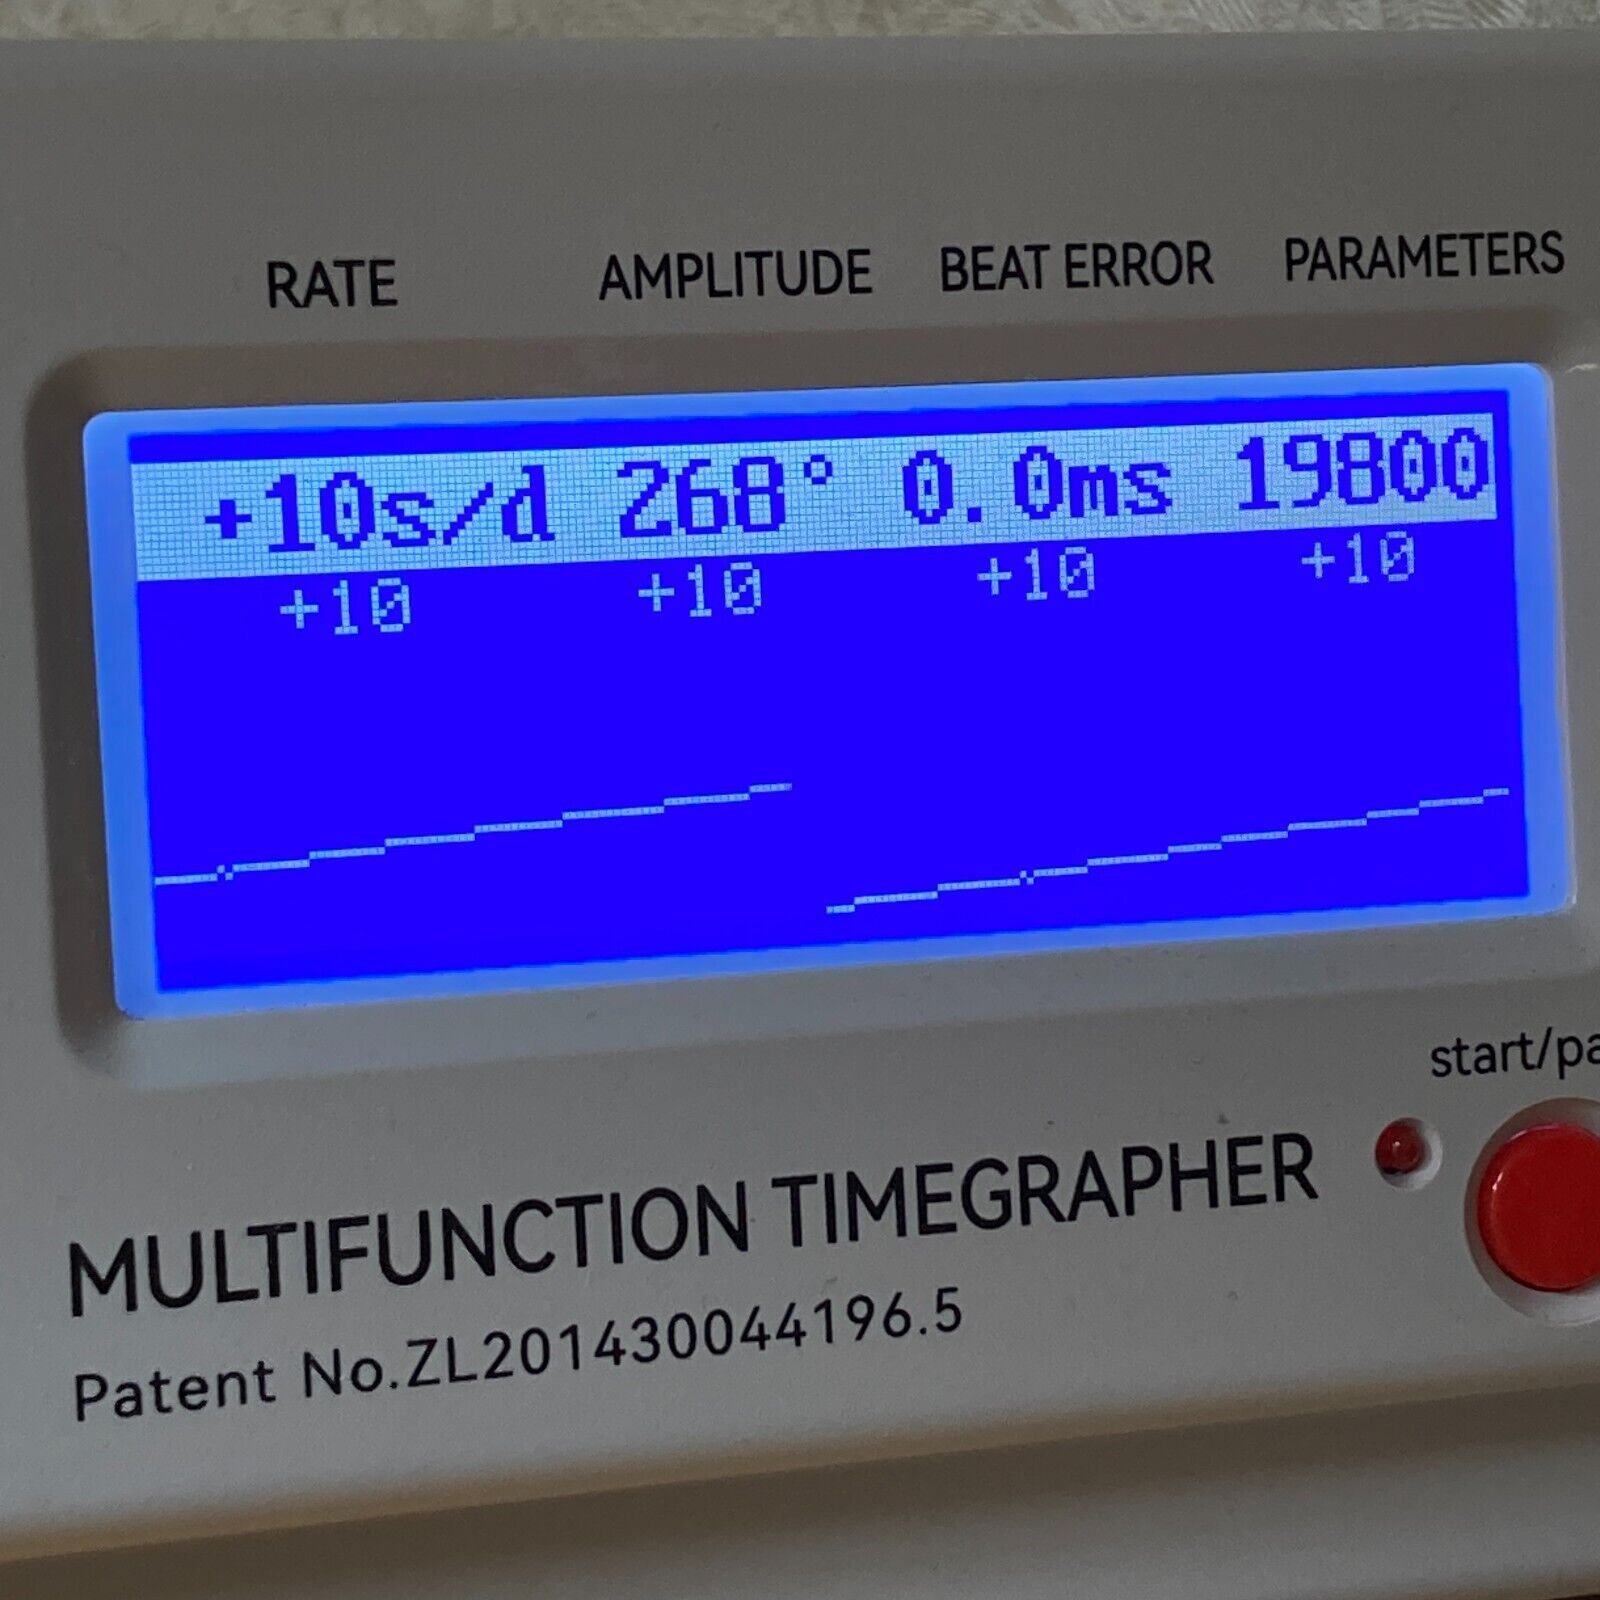 RATE AMPLITUDE BEAT ERROR PARAMETERS
+10s/d 268° 0.0ms 19800
+10 +10 +10 +10
start/pa
MULTIFUNCTION TIMEGRAPHER
Patent No.ZL201430044196.5